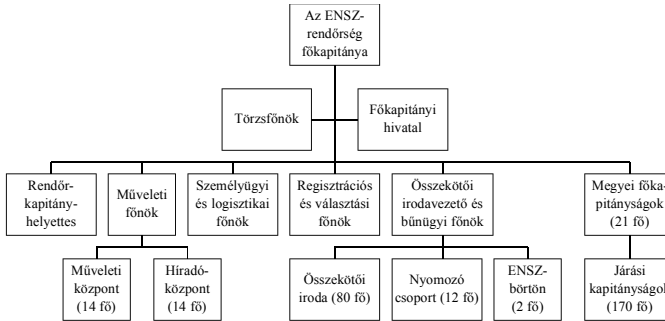 Az ENSZ-
rendőrség
főkapitánya
Törzsfőnök
Főkapitányi
hivatal
Rendőr-
kapitány-
helyettes
Műveleti
főnök
Személyügyi
és logisztikai
főnök
Regisztrációs
és választási
főnök
Összekötői
irodavezető és
bűnügyi főnök
Megyei főka-
pitányságok
(21 fő)
Műveleti
központ
(14 fő)
Híradó-
központ
(14 fő)
Összekötői
iroda (80 fő)
Nyomozó
csoport (12 fő)
ENSZ-
börtön
(2 fő)
Járási
kapitányságok
(170 fő)